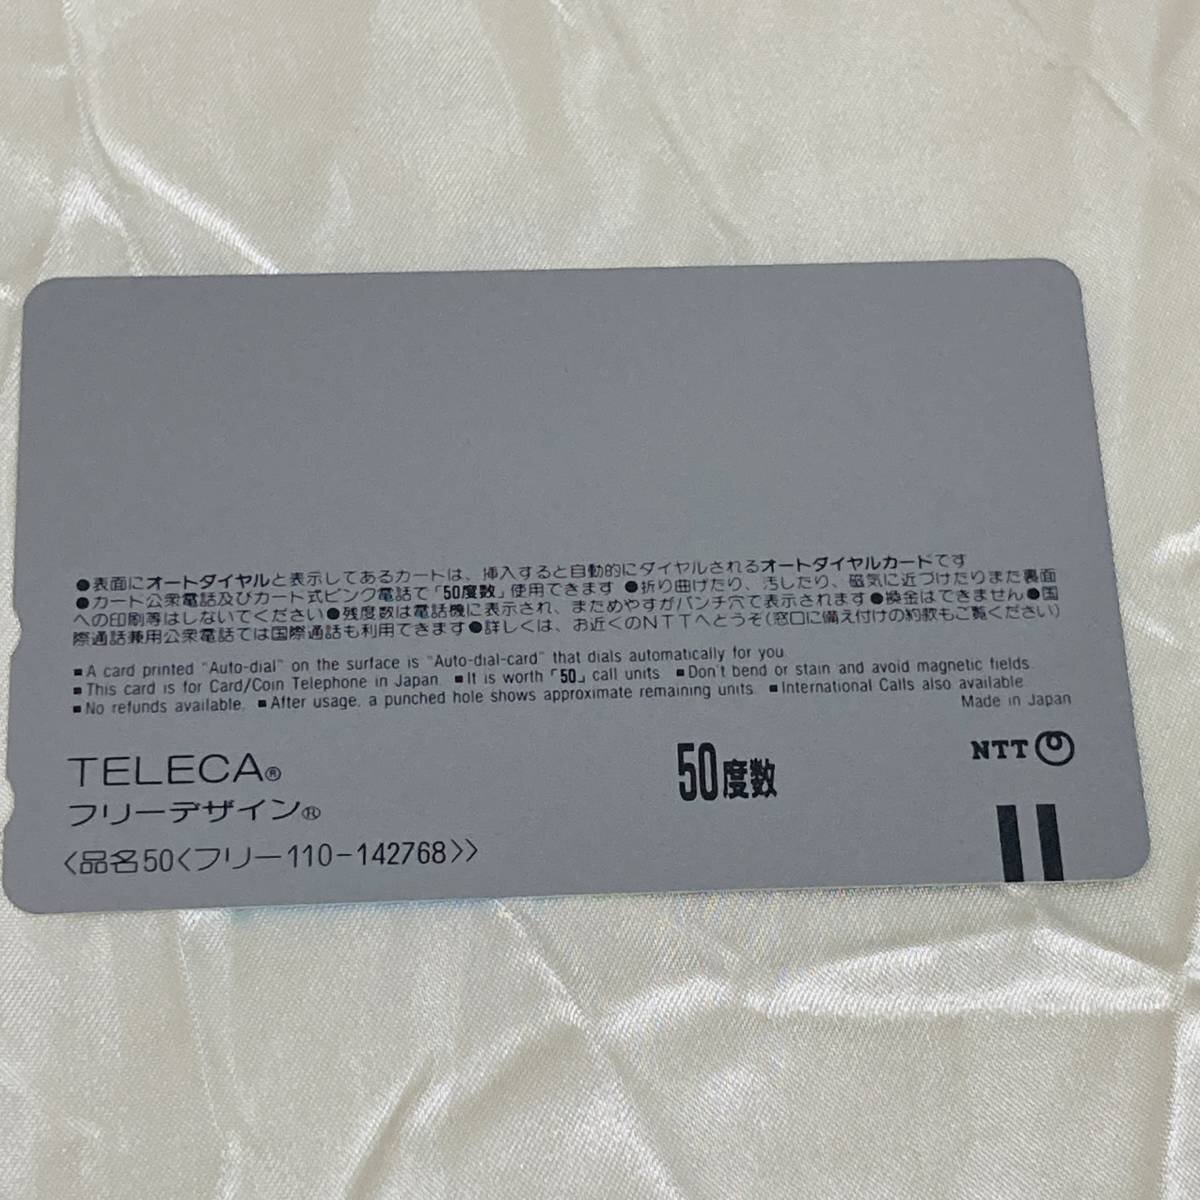 ●表面にオートダイヤルと表示してあるカードは、挿入すると自動的にダイヤルされるオートダイヤルカードです
●カード公衆電話及びカード式ピンク電話で「50度数」使用できます ●折り曲げたり、汚したり、磁気に近づけたりまた裏面
への印刷等はしないでください●残度数は電話機に表示され、まためやすがパンチ穴で表示されます●換金はできません●国
際通話兼用公衆電話では国際通話も利用できます●詳しくは、お近くのNTTへとうぞ(窓口に備え付けの約款もご覧ください)
■A card printed "Auto-dial" on the surface is "Auto-dial-card" that dials automatically for you.
■This card is for Card/Coin Telephone in Japan. ■It is worth「50」call units. ■Don't bend or stain and avoid magnetic fields.
■No refunds available. ■After usage, a punched hole shows approximate remaining units. ■International Calls also available.
Made in Japan
TELECA®
フリーデザイン®
50度数
NTT
〈品名50〈フリー110-142768〉〉